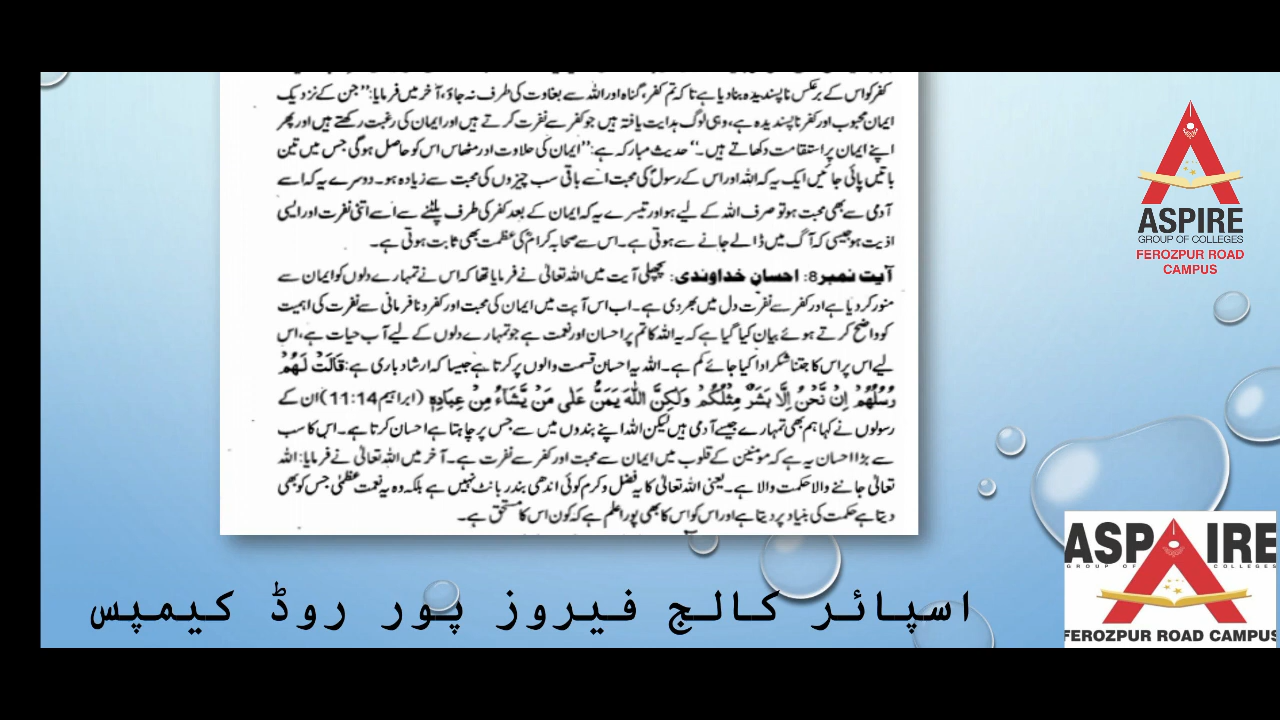 کفر کو اس کے برعکس ناپسندیدہ بنا دیا ہے تاکہ تم کفر، گناہ اور اللہ سے بغاوت کی طرف نہ جاؤ، آخر میں فرمایا: ’’جن کے نزدیک
ایمان محبوب اور کفر ناپسندیدہ ہے، وہی لوگ ہدایت یافتہ ہیں جو کفر سے نفرت کرتے ہیں اور ایمان کی رغبت رکھتے ہیں اور پھر
اپنے ایمان پر استقامت دکھاتے ہیں۔‘‘ حدیث مبارکہ ہے: ’’ایمان کی حلاوت اور مٹھاس اس کو حاصل ہوگی جس میں تین
باتیں پائی جائیں ایک یہ کہ اللہ اور اس کے رسولؐ کی محبت اسے باقی سب چیزوں کی محبت سے زیادہ ہو۔ دوسرے یہ کہ اسے
آدمی سے بھی محبت ہو تو صرف اللہ کے لیے ہو اور تیسرے یہ کہ ایمان کے بعد کفر کی طرف پلٹنے سے اسے اتنی نفرت اور ایسی
اذیت ہو جیسی کہ آگ میں ڈالے جانے سے ہوتی ہے۔ اس سے صحابہ کرامؓ کی عظمت بھی ثابت ہوتی ہے۔
آیت نمبر 8: احسانِ خداوندی: پچھلی آیت میں اللہ تعالیٰ نے فرمایا تھا کہ اس نے تمہارے دلوں کو ایمان سے
منور کر دیا ہے اور کفر سے نفرت دل میں بھر دی ہے۔ اب اس آیت میں ایمان کی محبت اور کفر و نافرمانی سے نفرت کی اہمیت
کو واضح کرتے ہوئے بیان کیا گیا ہے کہ یہ اللہ کا تم پر احسان اور نعمت ہے جو تمہارے دلوں کے لیے آب حیات ہے، اس
لیے اس پر اس کا جتنا شکر ادا کیا جائے کم ہے۔ اللہ یہ احسان قسمت والوں پر کرتا ہے جیسا کہ ارشاد باری ہے: قَالَتْ لَهُمْ
رُسُلُهُمْ اِنْ نَّحْنُ اِلَّا بَشَرٌ مِّثْلُكُمْ وَلٰكِنَّ اللّٰهَ يَمُنُّ عَلٰى مَنْ يَّشَآءُ مِنْ عِبَادِهٖ (ابراہیم 11:14) ان کے
رسولوں نے کہا ہم بھی تمہارے جیسے آدمی ہیں لیکن اللہ اپنے بندوں میں سے جس پر چاہتا ہے احسان کرتا ہے۔ اس کا سب
سے بڑا احسان یہ ہے کہ مؤمنین کے قلوب میں ایمان سے محبت اور کفر سے نفرت ہے۔ آخر میں اللہ تعالیٰ نے فرمایا: اللہ
تعالیٰ جاننے والا حکمت والا ہے۔ یعنی اللہ تعالیٰ کا یہ فضل و کرم کوئی اندھی بندر بانٹ نہیں ہے بلکہ وہ یہ نعمت عظمیٰ جس کو بھی
دیتا ہے حکمت کی بنیاد پر دیتا ہے اور اس کو اس کا بھی پورا علم ہے کہ کون اس کا مستحق ہے۔
اسپائر کالج فیروز پور روڈ کیمپس
ASPIRE
GROUP OF COLLEGES
FEROZPUR ROAD
CAMPUS
ASPAIRE
GROUP OF COLLEGES
FEROZPUR ROAD CAMPUS